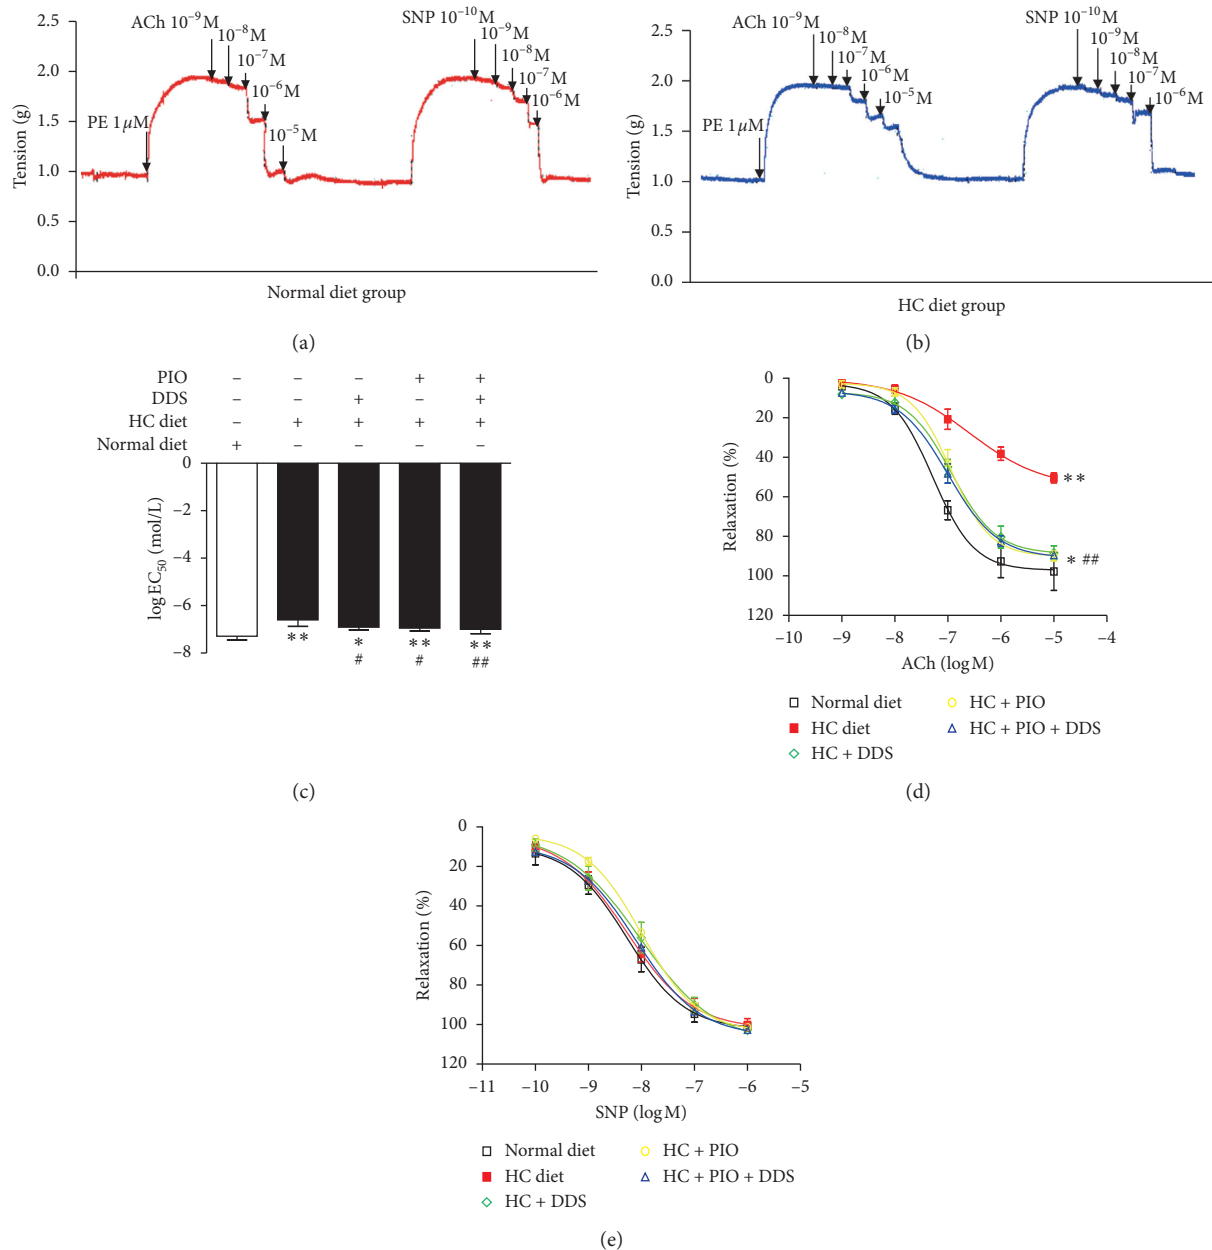 ACh 10⁻⁹ M
10⁻⁸ M
10⁻⁷ M
10⁻⁶ M
10⁻⁵ M
SNP 10⁻¹⁰ M
10⁻⁹ M
10⁻⁸ M
10⁻⁷ M
10⁻⁶ M
PE 1 μM
Tension (g)
2.5
2.0
1.5
1.0
0.5
0.0
Normal diet group
(a)
ACh 10⁻⁹ M
10⁻⁸ M
10⁻⁷ M
10⁻⁶ M
10⁻⁵ M
SNP 10⁻¹⁰ M
10⁻⁹ M
10⁻⁸ M
10⁻⁷ M
10⁻⁶ M
PE 1 μM
Tension (g)
2.5
2.0
1.5
1.0
0.5
0.0
HC diet group
(b)
PIO – – – + +
DDS – – + – +
HC diet – + + + +
Normal diet + – – – –
log EC₅₀ (mol/L)
0
–2
–4
–6
–8
** * ** **
# # ##
(c)
Relaxation (%)
0
20
40
60
80
100
120
**
* ##
–10 –9 –8 –7 –6 –5 –4
ACh (log M)
Normal diet
HC diet
HC + DDS
HC + PIO
HC + PIO + DDS
(d)
Relaxation (%)
0
20
40
60
80
100
120
–11 –10 –9 –8 –7 –6 –5
SNP (log M)
Normal diet
HC diet
HC + DDS
HC + PIO
HC + PIO + DDS
(e)